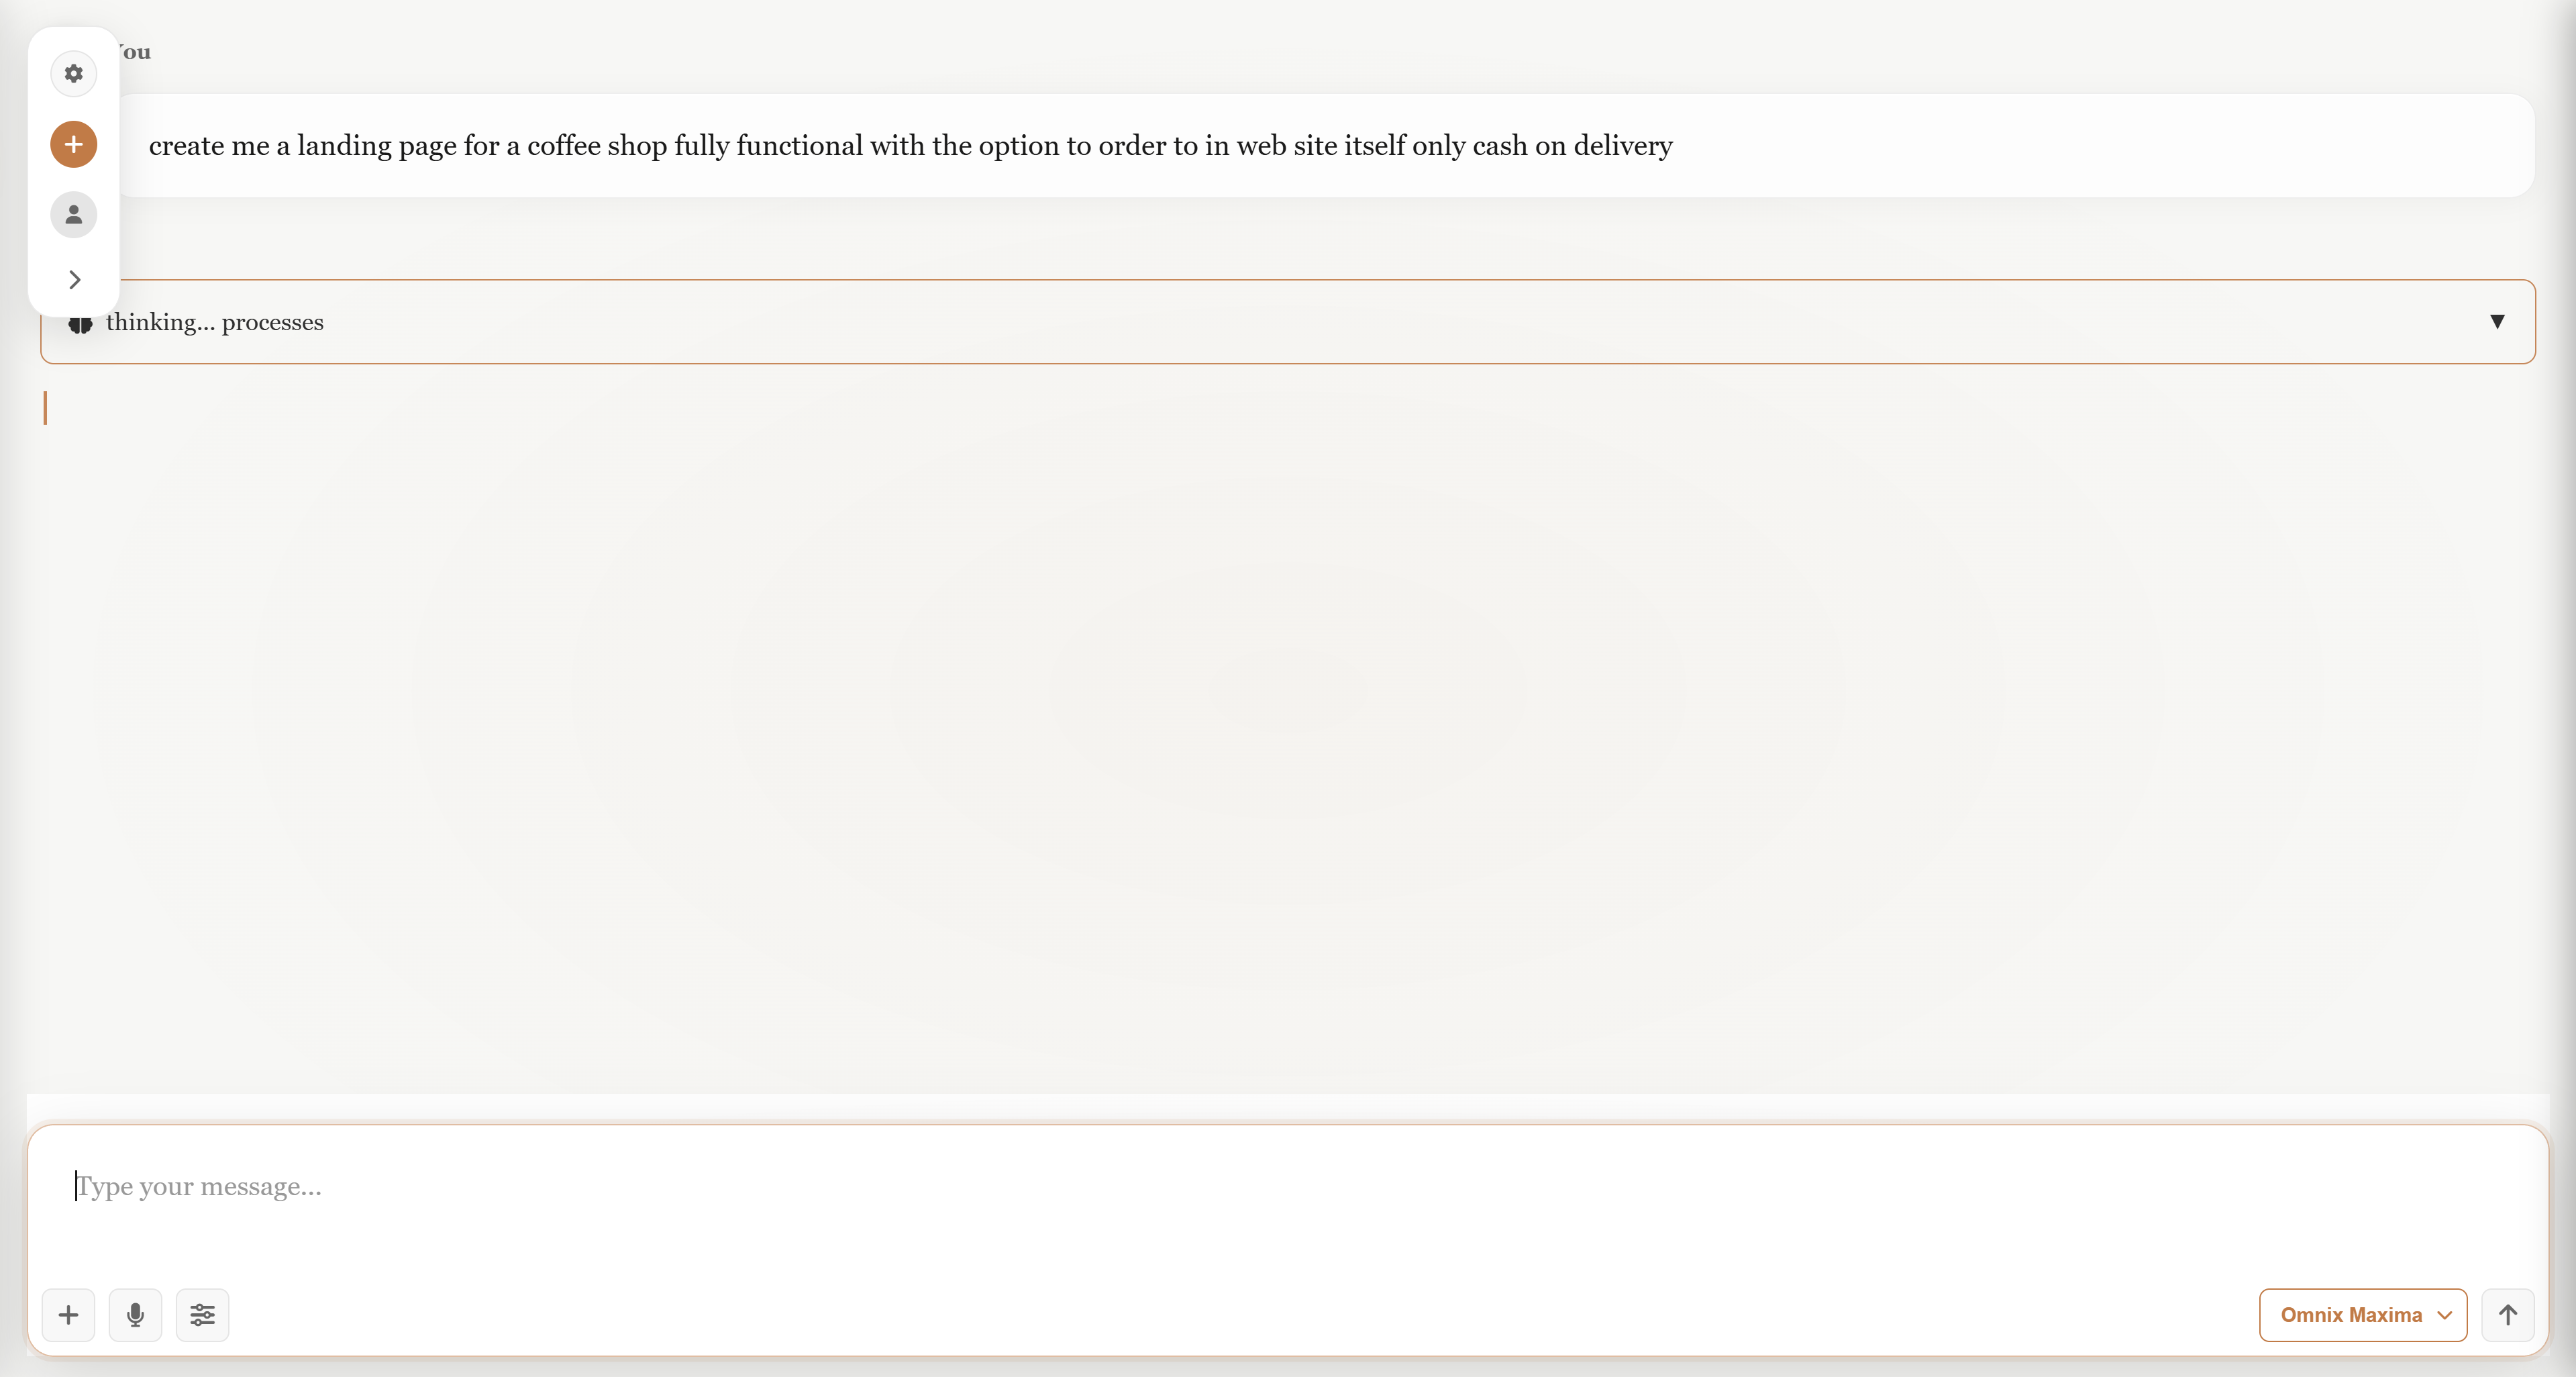 You
create me a landing page for a coffee shop fully functional with the option to order to in web site itself only cash on delivery
thinking... processes
Type your message...
Omnix Maxima